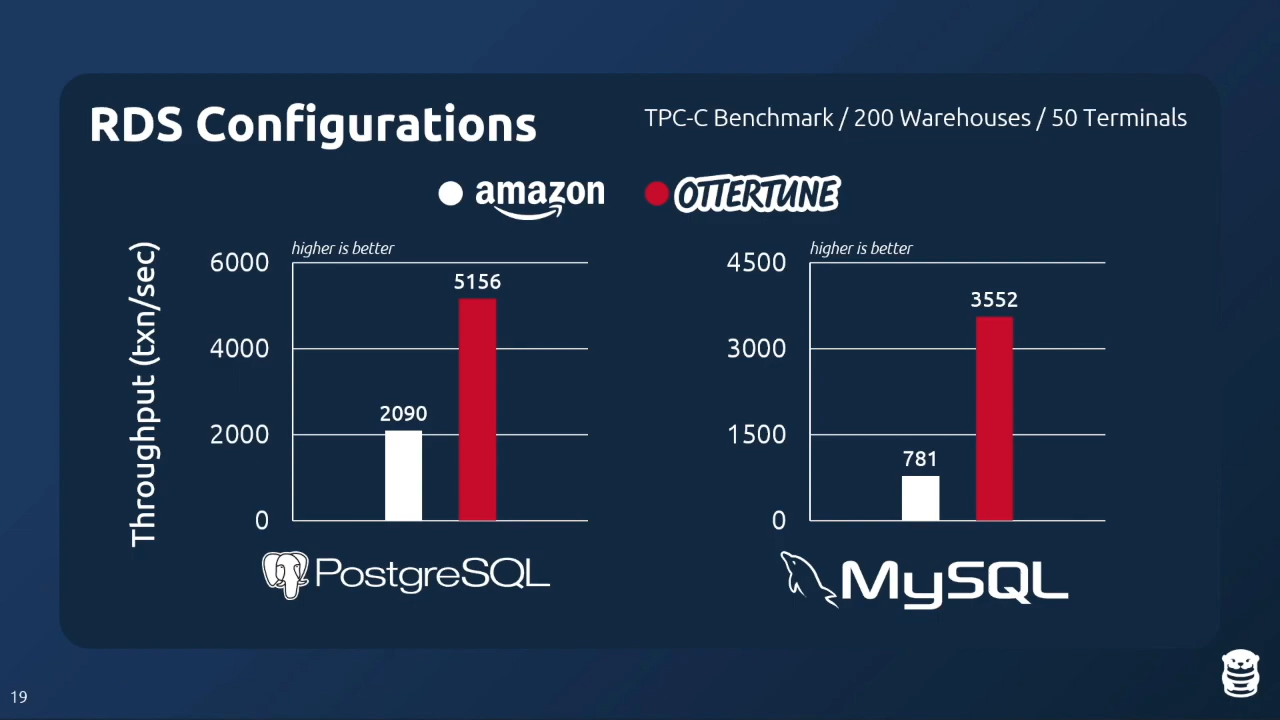 RDS Configurations
TPC-C Benchmark / 200 Warehouses / 50 Terminals
amazon
OTTERTUNE
Throughput (txn/sec)
higher is better
6000
4000
2000
0
2090
5156
PostgreSQL
higher is better
4500
3000
1500
0
781
3552
MySQL
19